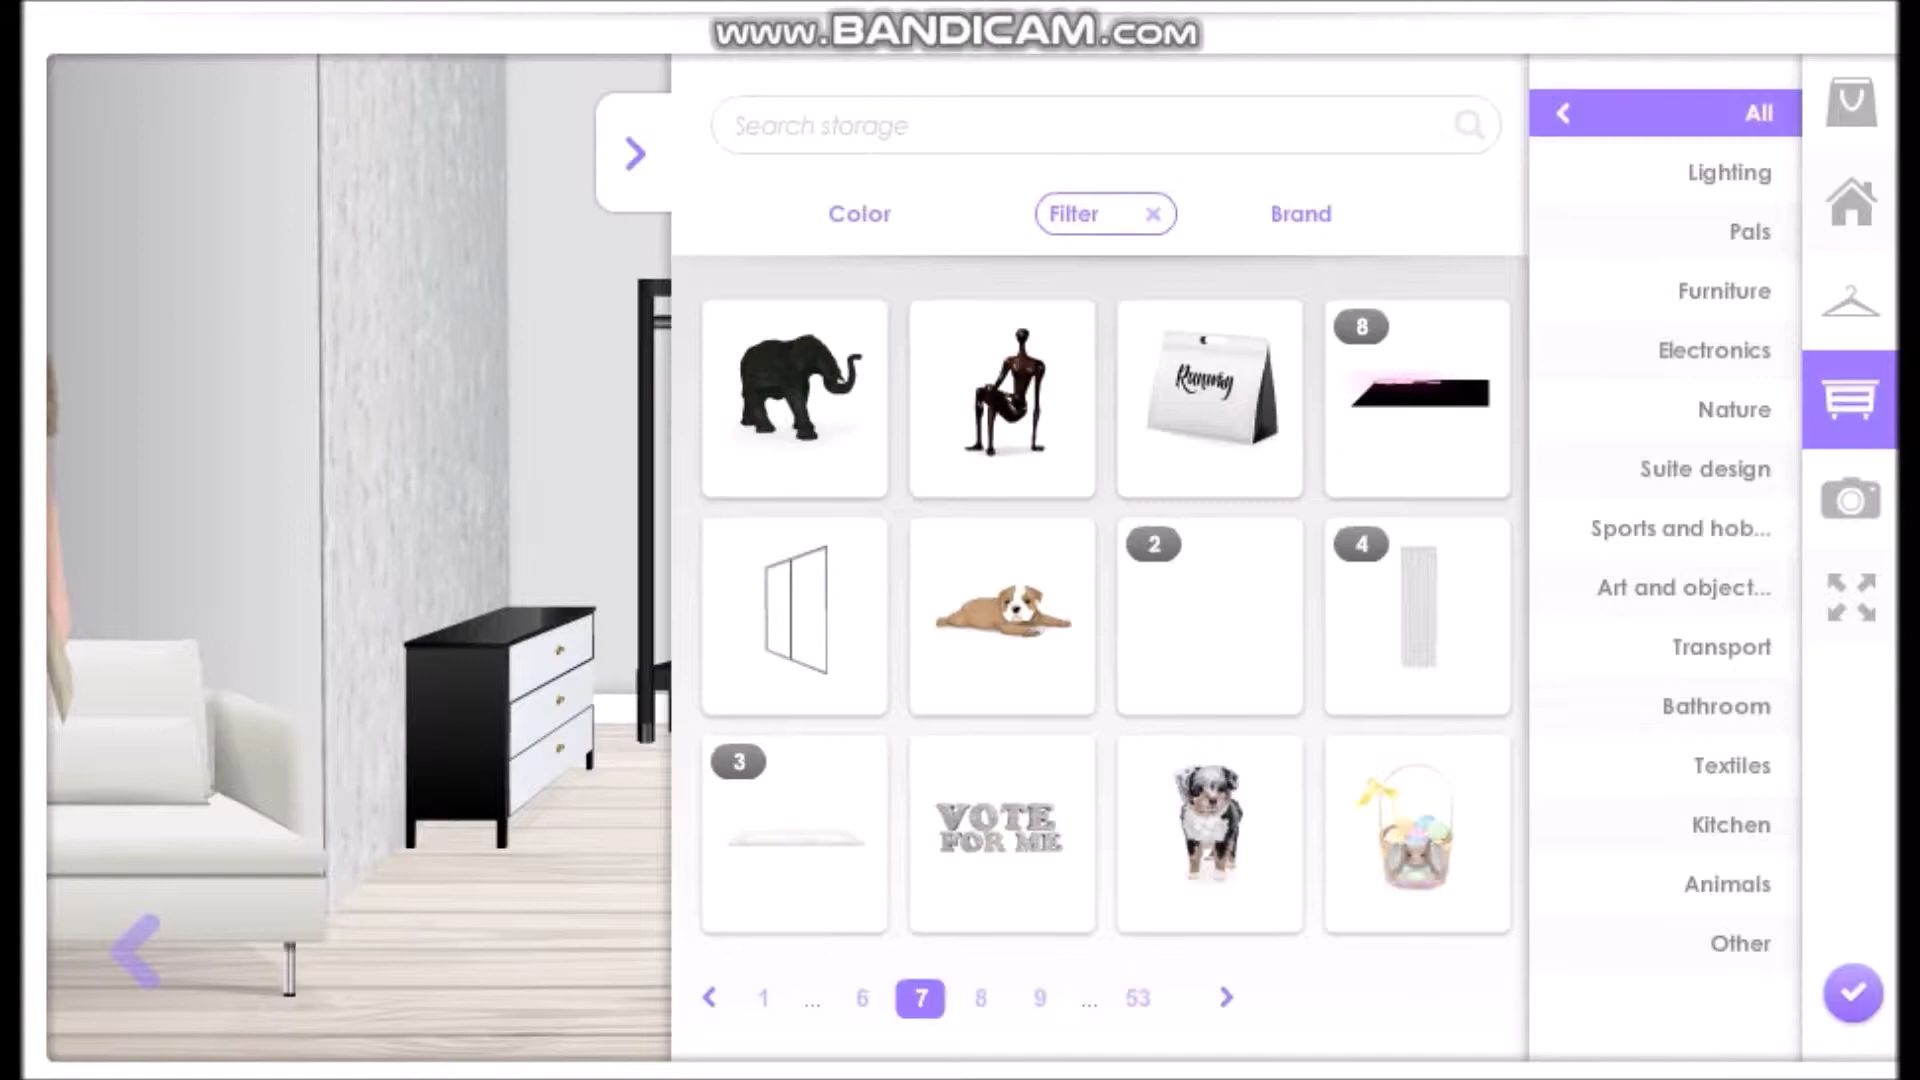 www.BANDICAM.com
Search storage
All
Color
Filter ×
Brand
Lighting
Pals
Furniture
Electronics
Nature
Suite design
Sports and hob...
Art and object...
Transport
Bathroom
Textiles
Kitchen
Animals
Other
Runway
8
2
4
3
VOTE
FOR ME
1 ... 6 7 8 9 ... 53